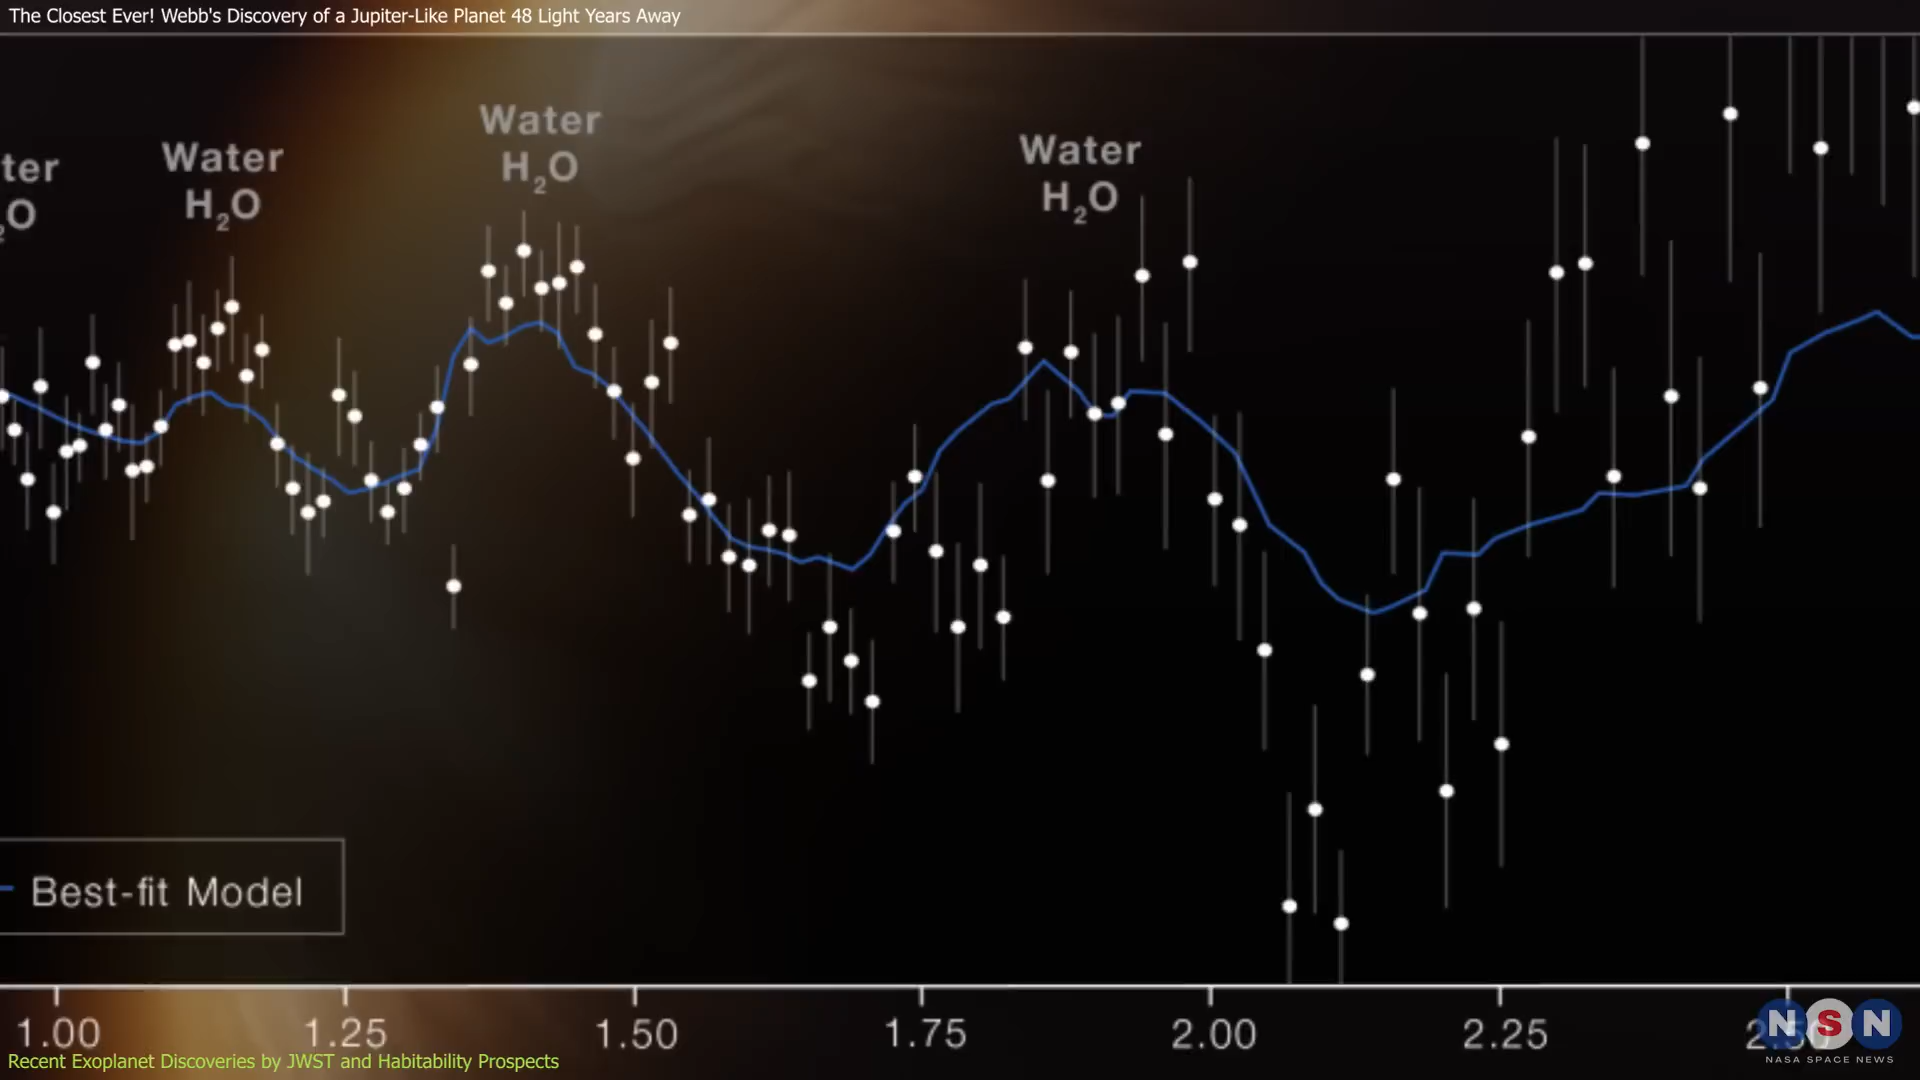 The Closest Ever! Webb's Discovery of a Jupiter-Like Planet 48 Light Years Away
ter
₂O
Water
H₂O
Water
H₂O
Water
H₂O
Best-fit Model
1.00 1.25 1.50 1.75 2.00 2.25 2.50
Recent Exoplanet Discoveries by JWST and Habitability Prospects
NSN
NASA SPACE NEWS